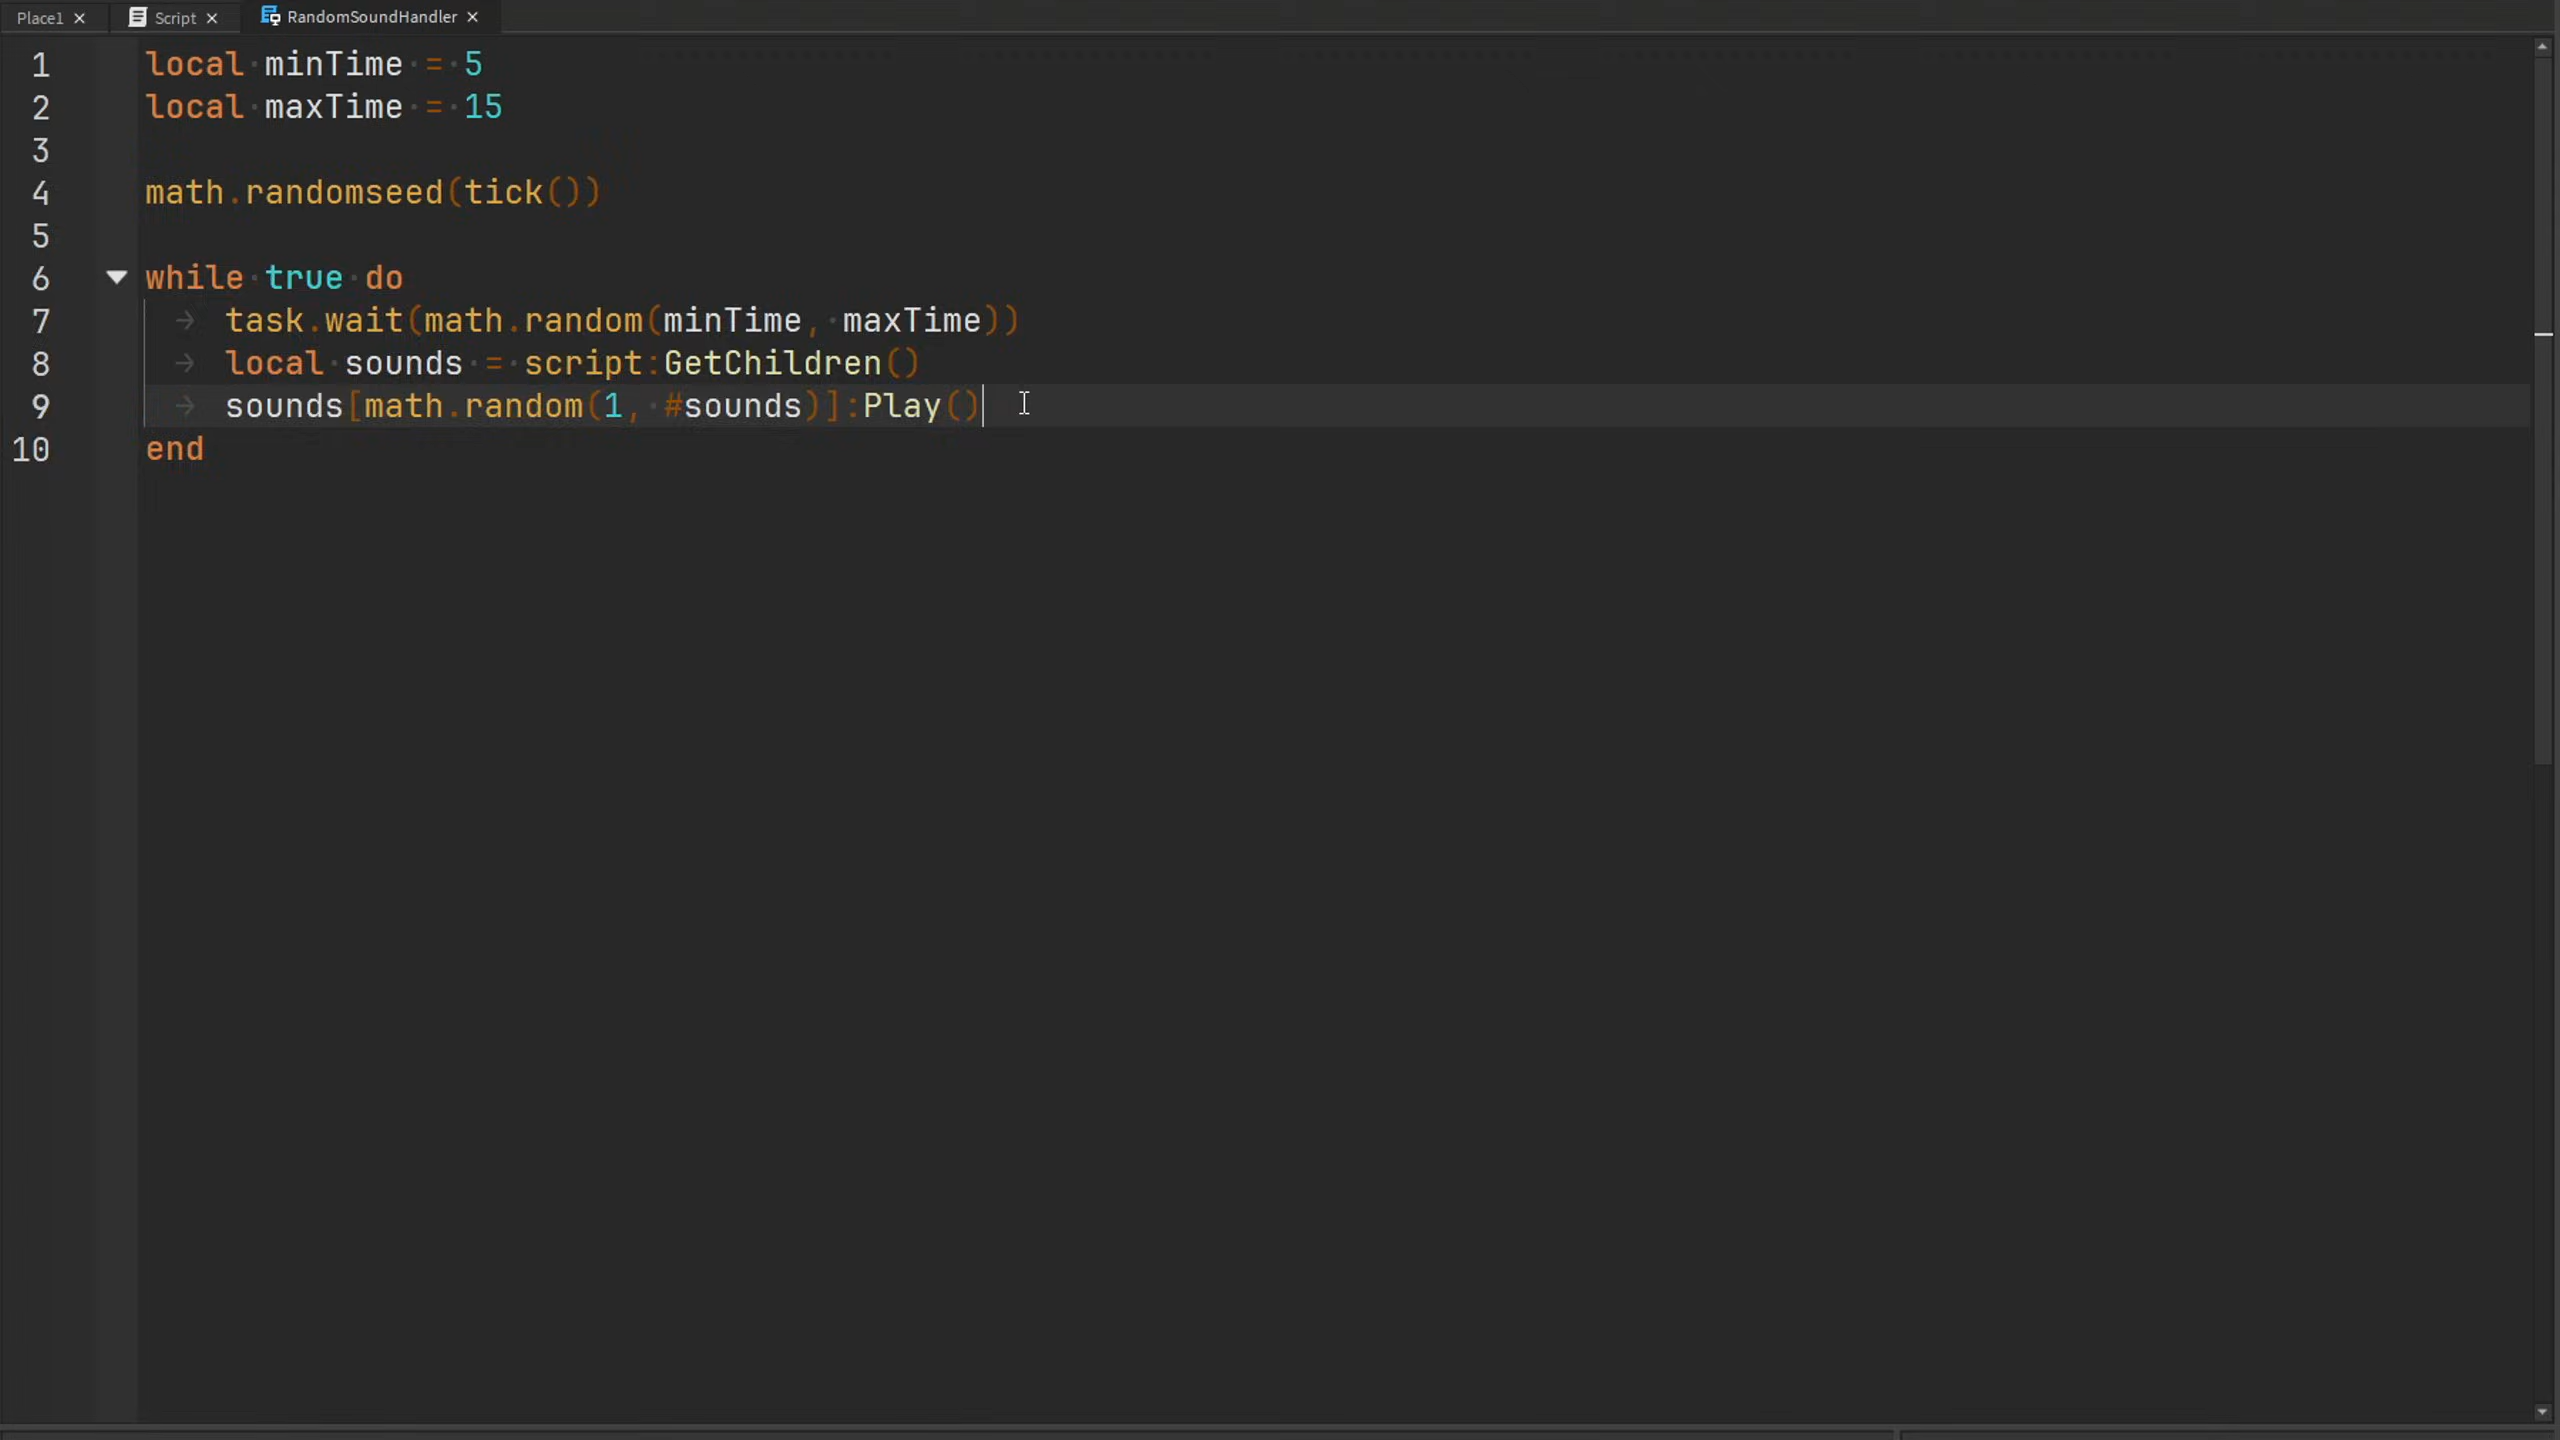 Place1 × Script × RandomSoundHandler ×
1 local minTime = 5
2 local maxTime = 15
3
4 math.randomseed(tick())
5
6 while true do
7 task.wait(math.random(minTime, maxTime))
8 local sounds = script:GetChildren()
9 sounds[math.random(1, #sounds)]:Play()
10 end